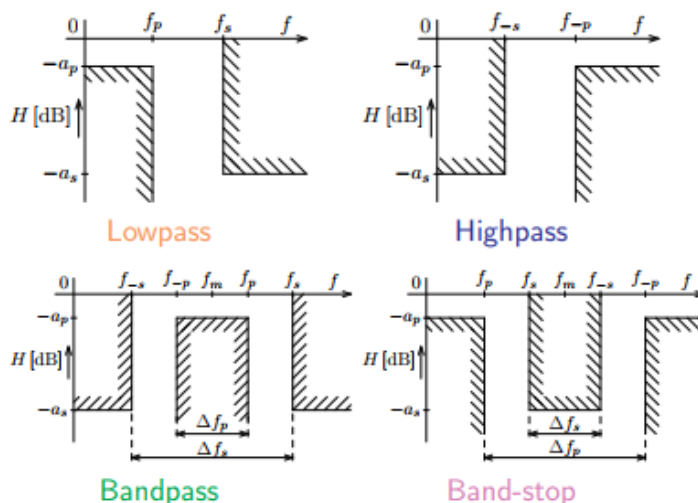 0 f_p f_s f
−a_p
H [dB]
−a_s
Lowpass
0 f_{−s} f_{−p} f
−a_p
H [dB]
−a_s
Highpass
0 f_{−s} f_{−p} f_m f_p f_s f
−a_p
H [dB]
−a_s
Δf_p
Δf_s
Bandpass
0 f_p f_s f_m f_{−s} f_{−p} f
−a_p
H [dB]
−a_s
Δf_s
Δf_p
Band-stop